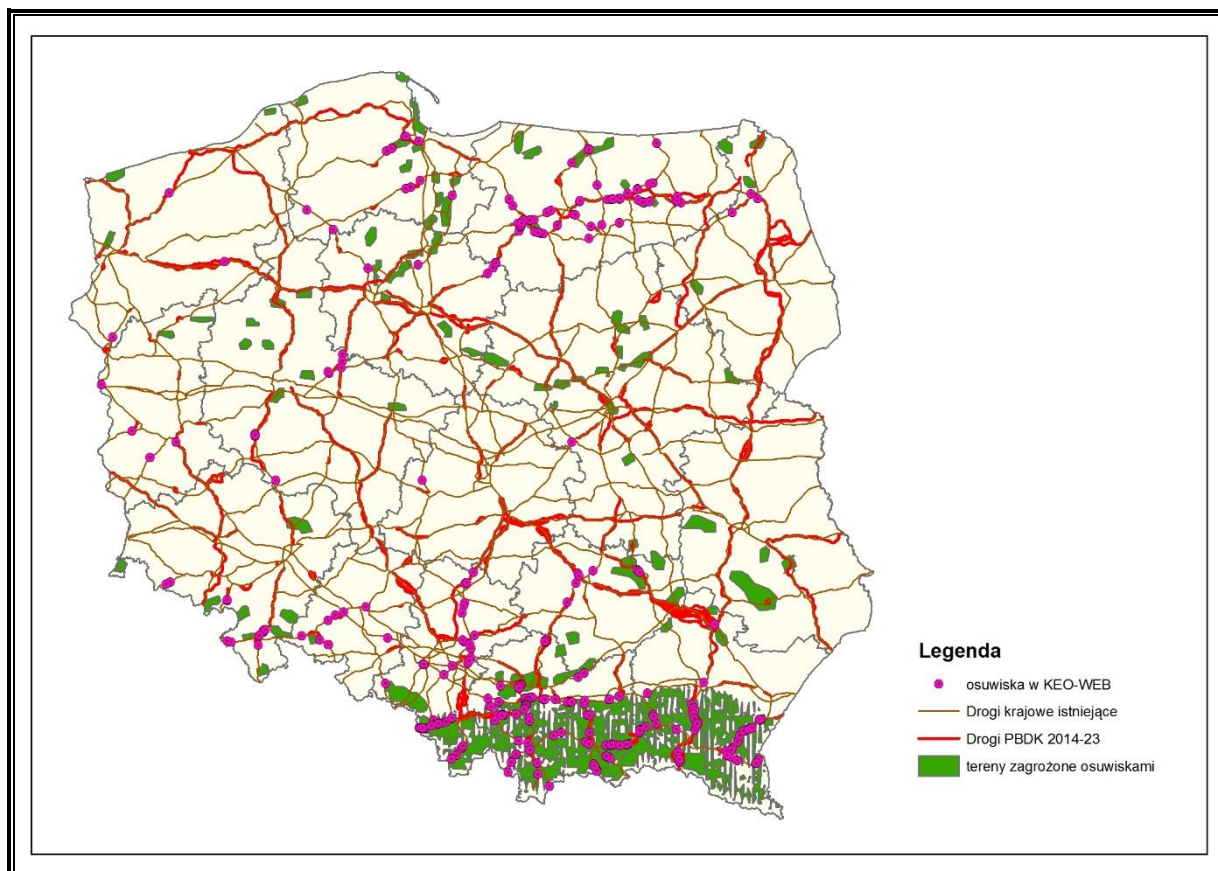 Legenda
osuwiska w KEO-WEB
Drogi krajowe istniejące
Drogi PBDK 2014-23
tereny zagrożone osuwiskami